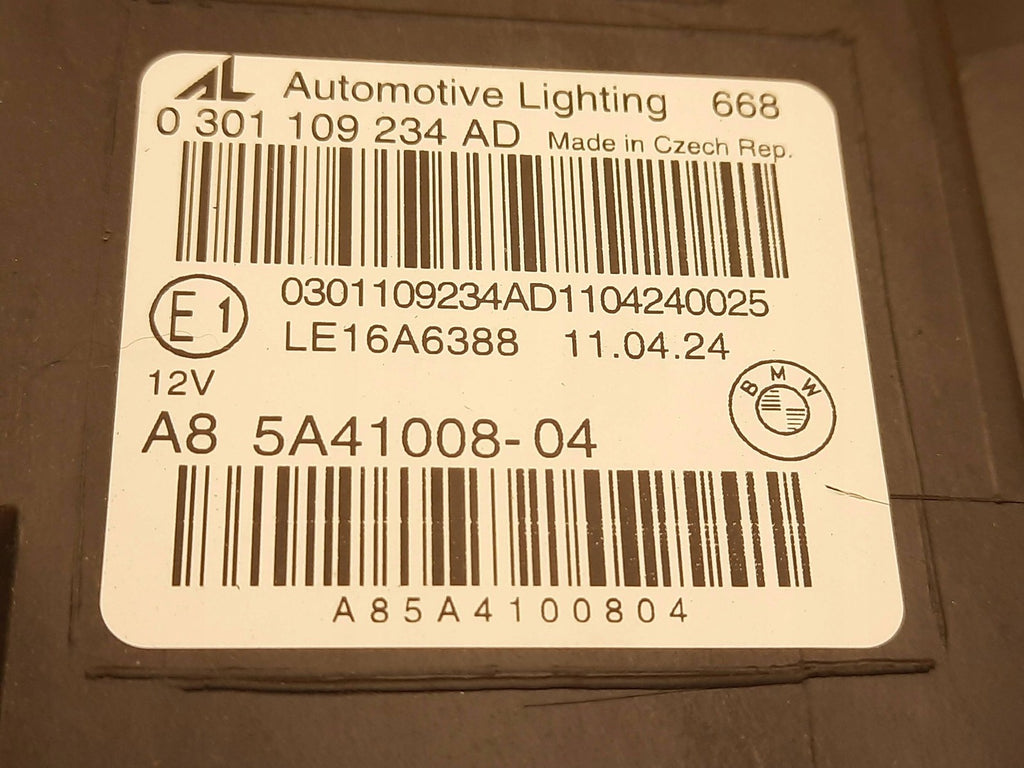 AL Automotive Lighting 668
0 301 109 234 AD Made in Czech Rep.
E1 0301109234AD1104240025
LE16A6388 11.04.24
12V
BMW
A8 5A41008-04
A85A4100804